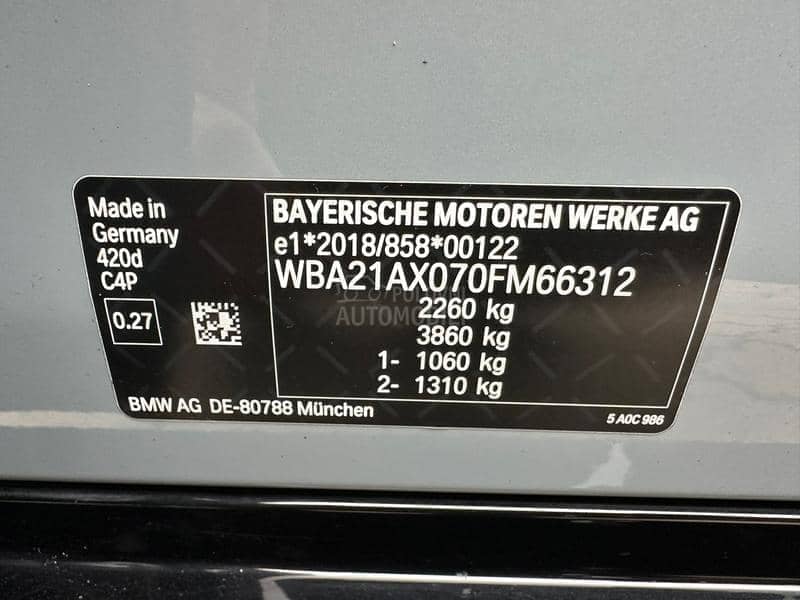 Made in
Germany
420d
C4P
0.27
BAYERISCHE MOTOREN WERKE AG
e1*2018/858*00122
WBA21AX070FM66312
2260 kg
3860 kg
1- 1060 kg
2- 1310 kg
BMW AG DE-80788 München
5 A0C 986